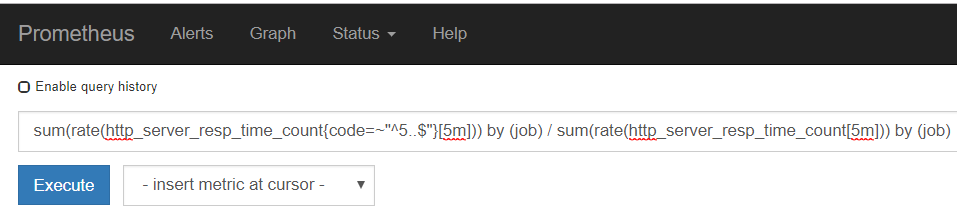 Prometheus Alerts Graph Status Help
Enable query history
sum(rate(http_server_resp_time_count{code=~"^5..$"}[5m])) by (job) / sum(rate(http_server_resp_time_count[5m])) by (job)
Execute - insert metric at cursor -